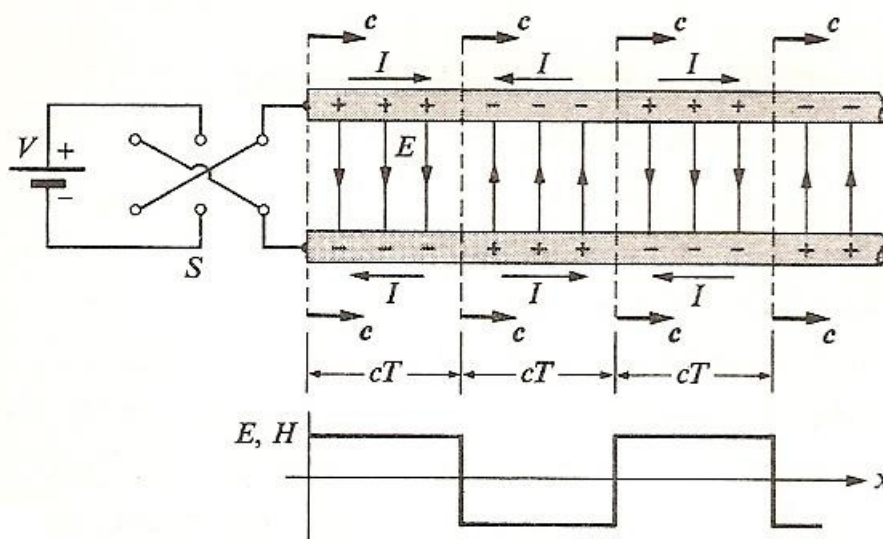 c c c c
I I I
+ + + − − − + + + − −
V + E
−
− − − + + + − − − + +
S I I I
c c c c
cT cT cT
E, H
x